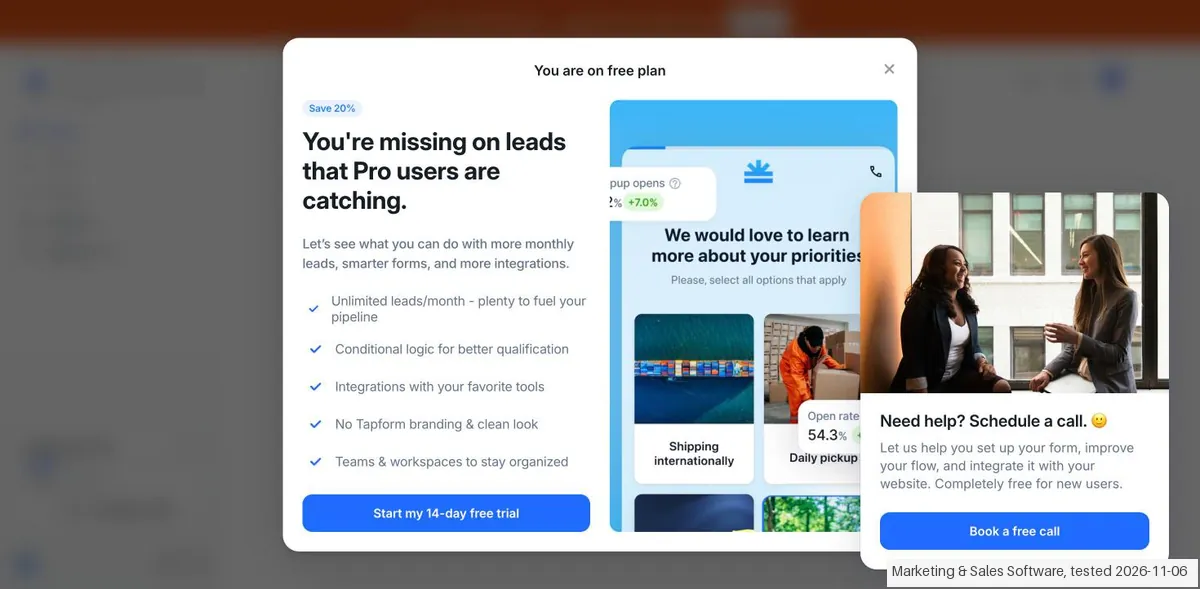 You are on free plan
Save 20%
You're missing on leads
that Pro users are
catching.
Let's see what you can do with more monthly
leads, smarter forms, and more integrations.
Unlimited leads/month - plenty to fuel your
pipeline
Conditional logic for better qualification
Integrations with your favorite tools
No Tapform branding & clean look
Teams & workspaces to stay organized
Start my 14-day free trial
opens
+7.0%
We would love to learn
more about your priorities
Please, select all options that apply
Shipping
internationally
Open rate
54.3%
Daily pickup
Need help? Schedule a call. 🙂
Let us help you set up your form, improve
your flow, and integrate it with your
website. Completely free for new users.
Book a free call
Marketing & Sales Software, tested 2026-11-06